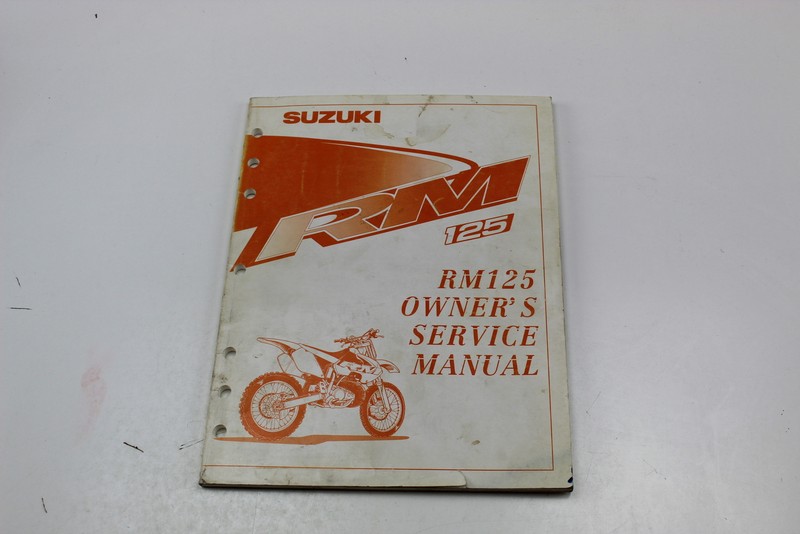 SUZUKI
RM
125
RM125
OWNER'S
SERVICE
MANUAL